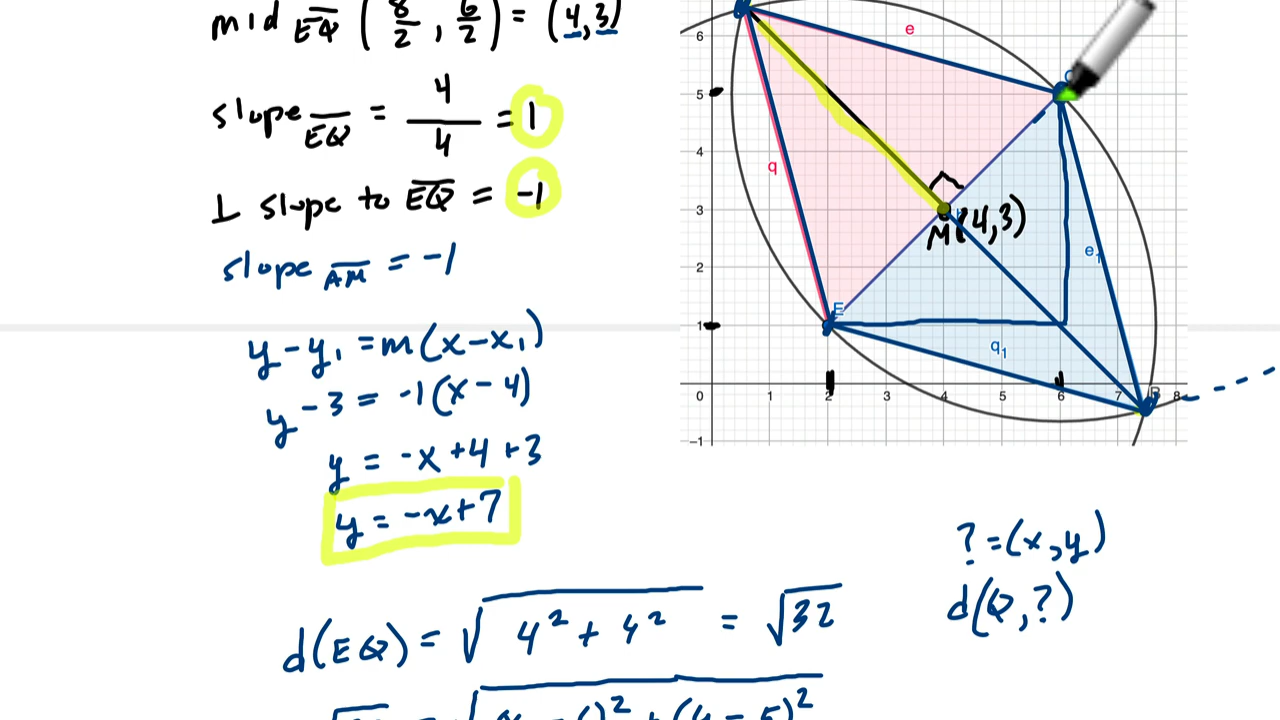 mid EQ ( 8/2 , 6/2 ) = (4,3)
slope EQ = 4/4 = 1
⊥ slope to EQ = -1
slope AM = -1
y - y₁ = m(x - x₁)
y - 3 = -1(x - 4)
y = -x + 4 + 3
y = -x + 7
d(EQ) = √(4² + 4²) = √32
? = (x, y)
d(Q, ?)
6
e
5
4
q
3
M(4,3)
2
e₁
E
1
q₁
0 1 2 3 4 5 6 7 8
-1